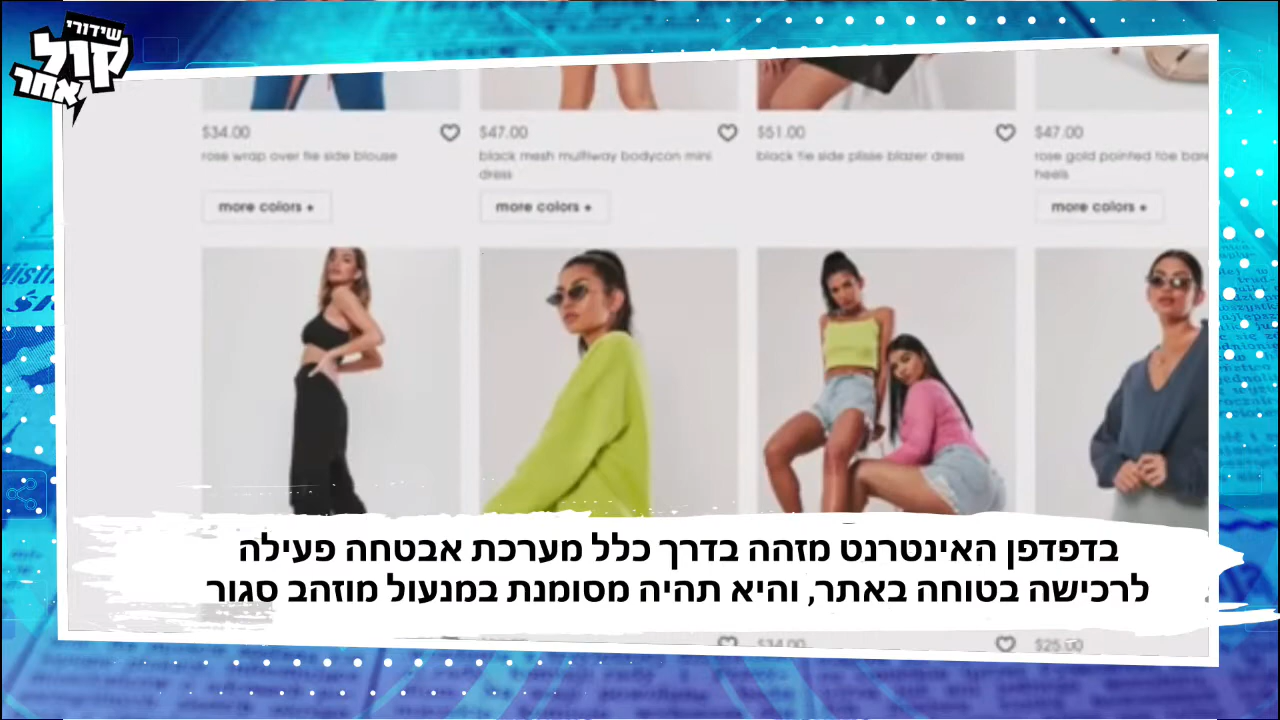 שידורי
קול
אחר
$34.00
$47.00
$51.00
$47.00
rose wrap over tie side blouse
black mesh multiway bodycon mini
dress
black tie side plisse blazer dress
rose gold pointed toe bare
heels
more colors +
more colors +
more colors +
בדפדפן האינטרנט מזהה בדרך כלל מערכת אבטחה פעילה
לרכישה בטוחה באתר, והיא תהיה מסומנת במנעול מוזהב סגור
$34.00
$25.00